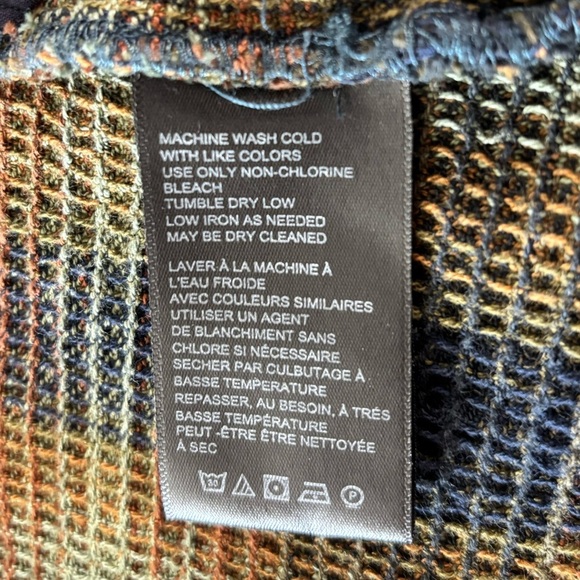 MACHINE WASH COLD
WITH LIKE COLORS
USE ONLY NON-CHLORINE
BLEACH
TUMBLE DRY LOW
LOW IRON AS NEEDED
MAY BE DRY CLEANED
LAVER À LA MACHINE À
L'EAU FROIDE
AVEC COULEURS SIMILAIRES
UTILISER UN AGENT
DE BLANCHIMENT SANS
CHLORE SI NÉCESSAIRE
SECHER PAR CULBUTAGE À
BASSE TEMPÉRATURE
REPASSER, AU BESOIN, À TRÉS
BASSE TEMPÉRATURE
PEUT -ÊTRE ÊTRE NETTOYÉE
À SEC
30 P